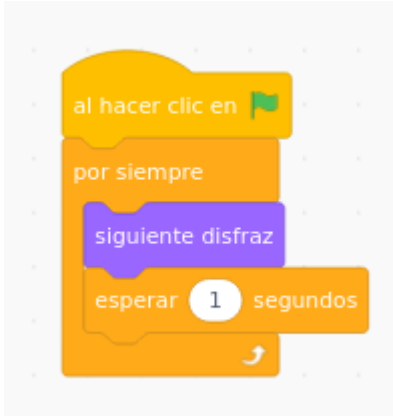 al hacer clic en
por siempre
siguiente disfraz
esperar 1 segundos